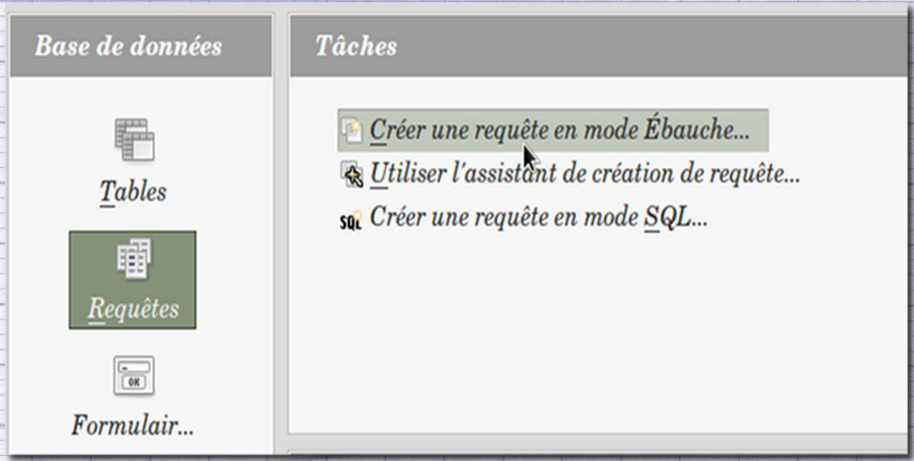 Base de données
Tables
Requêtes
OK
Formulair...
Tâches
Créer une requête en mode Ébauche...
Utiliser l'assistant de création de requête...
SQL Créer une requête en mode SQL...